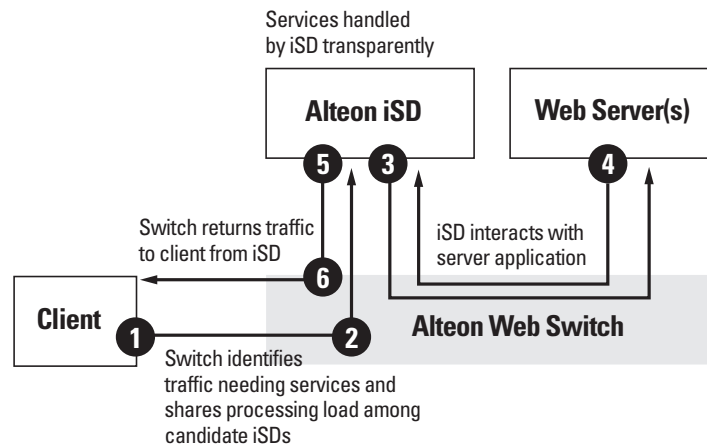 Services handled
by iSD transparently
Alteon iSD
Web Server(s)
5
3
4
Switch returns traffic
to client from iSD
iSD interacts with
server application
6
Client
1
2
Alteon Web Switch
Switch identifies
traffic needing services and
shares processing load among
candidate iSDs